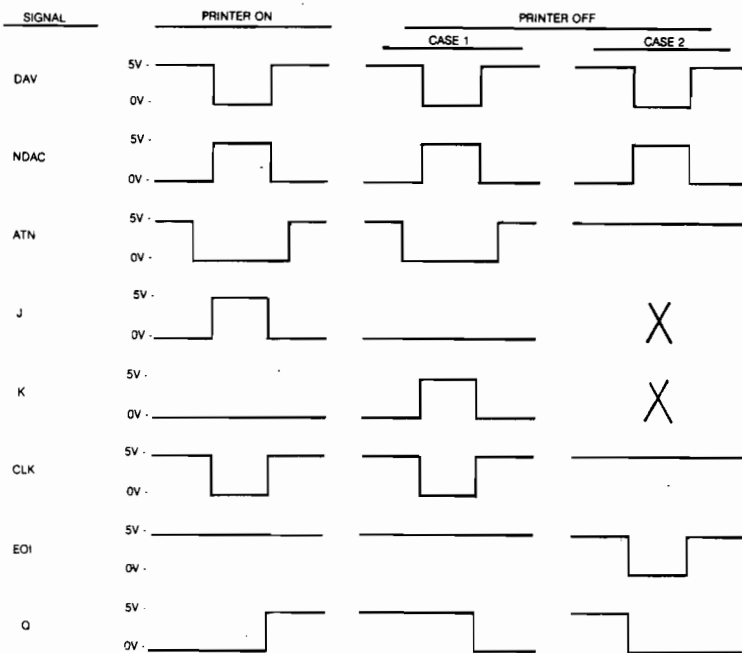 SIGNAL PRINTER ON PRINTER OFF
CASE 1 CASE 2
DAV 5V -
0V -
NDAC 5V -
0V -
ATN 5V -
0V -
J 5V -
0V -
K 5V -
0V -
CLK 5V -
0V -
EOI 5V -
0V -
Q 5V -
0V -